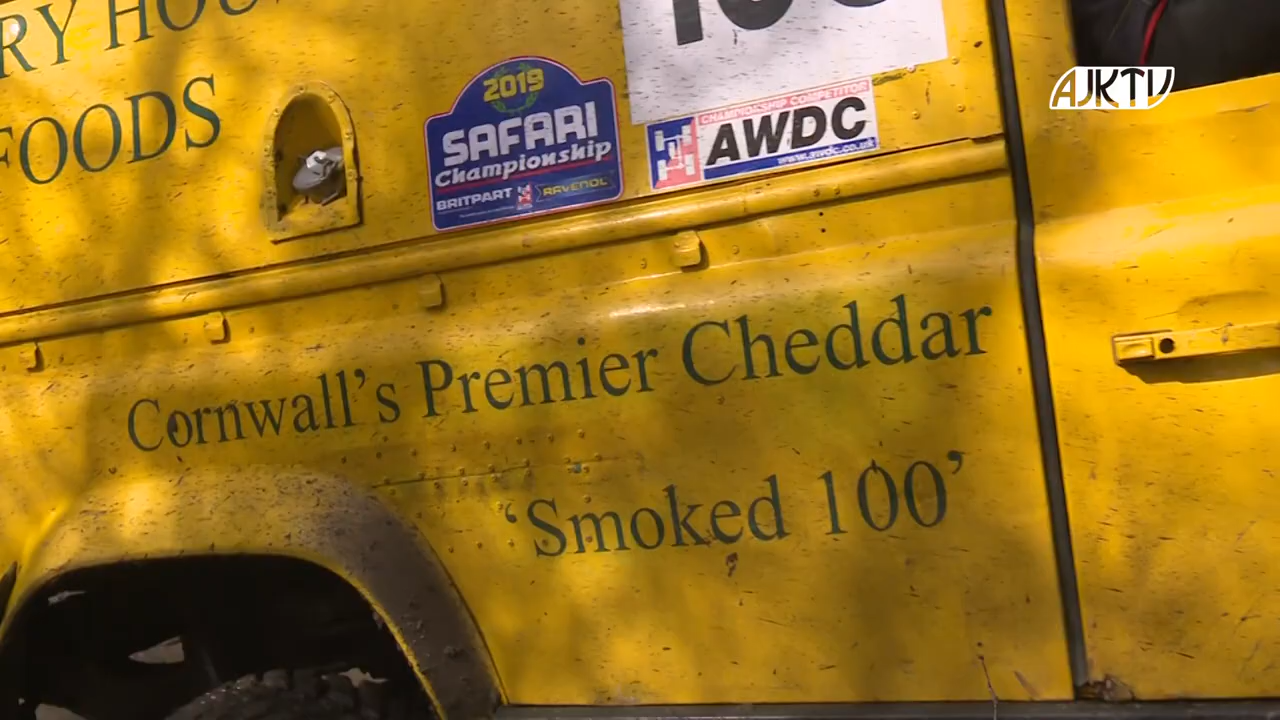 RY HOU
FOODS
100
AJKTV
2019
SAFARI
Championship
BRITPART
RAVENOL
CHAMPIONSHIP COMPETITOR
AWDC
www.awdc.co.uk
Cornwall's Premier Cheddar
'Smoked 100'